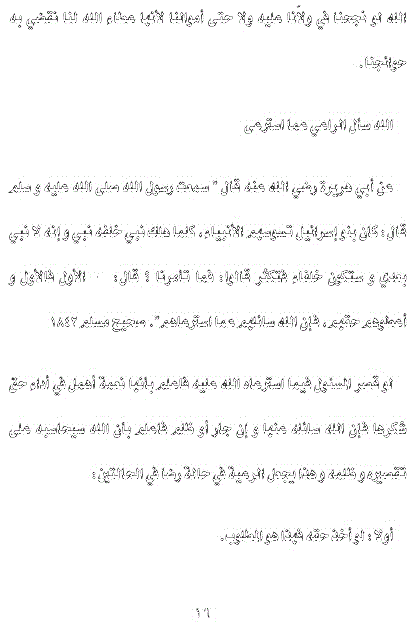 الله لو نجحنا في ولّانا عليه ولا حتى أموالنا لأنها عطاء الله لنا نقضي به
حوائجنا.
الله سأل الراعي عما استرعى
عن أبي هريرة رضي الله عنه قال " سمعت رسول الله صلى الله عليه و سلم
قال: كان بنو إسرائيل تسوسهم الأنبياء، كلما هلك نبي خلفه نبي و إنه لا نبي
بعدي و ستكون خلفاء فتكثر قالوا: فما تأمرنا ؟ قال: الأول فالأول و
أعطوهم حقهم، فإن الله سائلهم عما استرعاهم". صحيح مسلم ١٨٤٢
لو قصر المسئول فيما استرعاه الله عليه فاعلم بأنها نعمة أهمل في أداء حق
شكرها فإن الله سائله عنها و إن جار أو ظلم فاعلم بأن الله سيحاسبه على
تقصيره و ظلمه و هذا يجعل الرعية في حالة رضا في الحالتين:
أولا: لو أخذ حقه فهذا هو المطلوب.
١٦